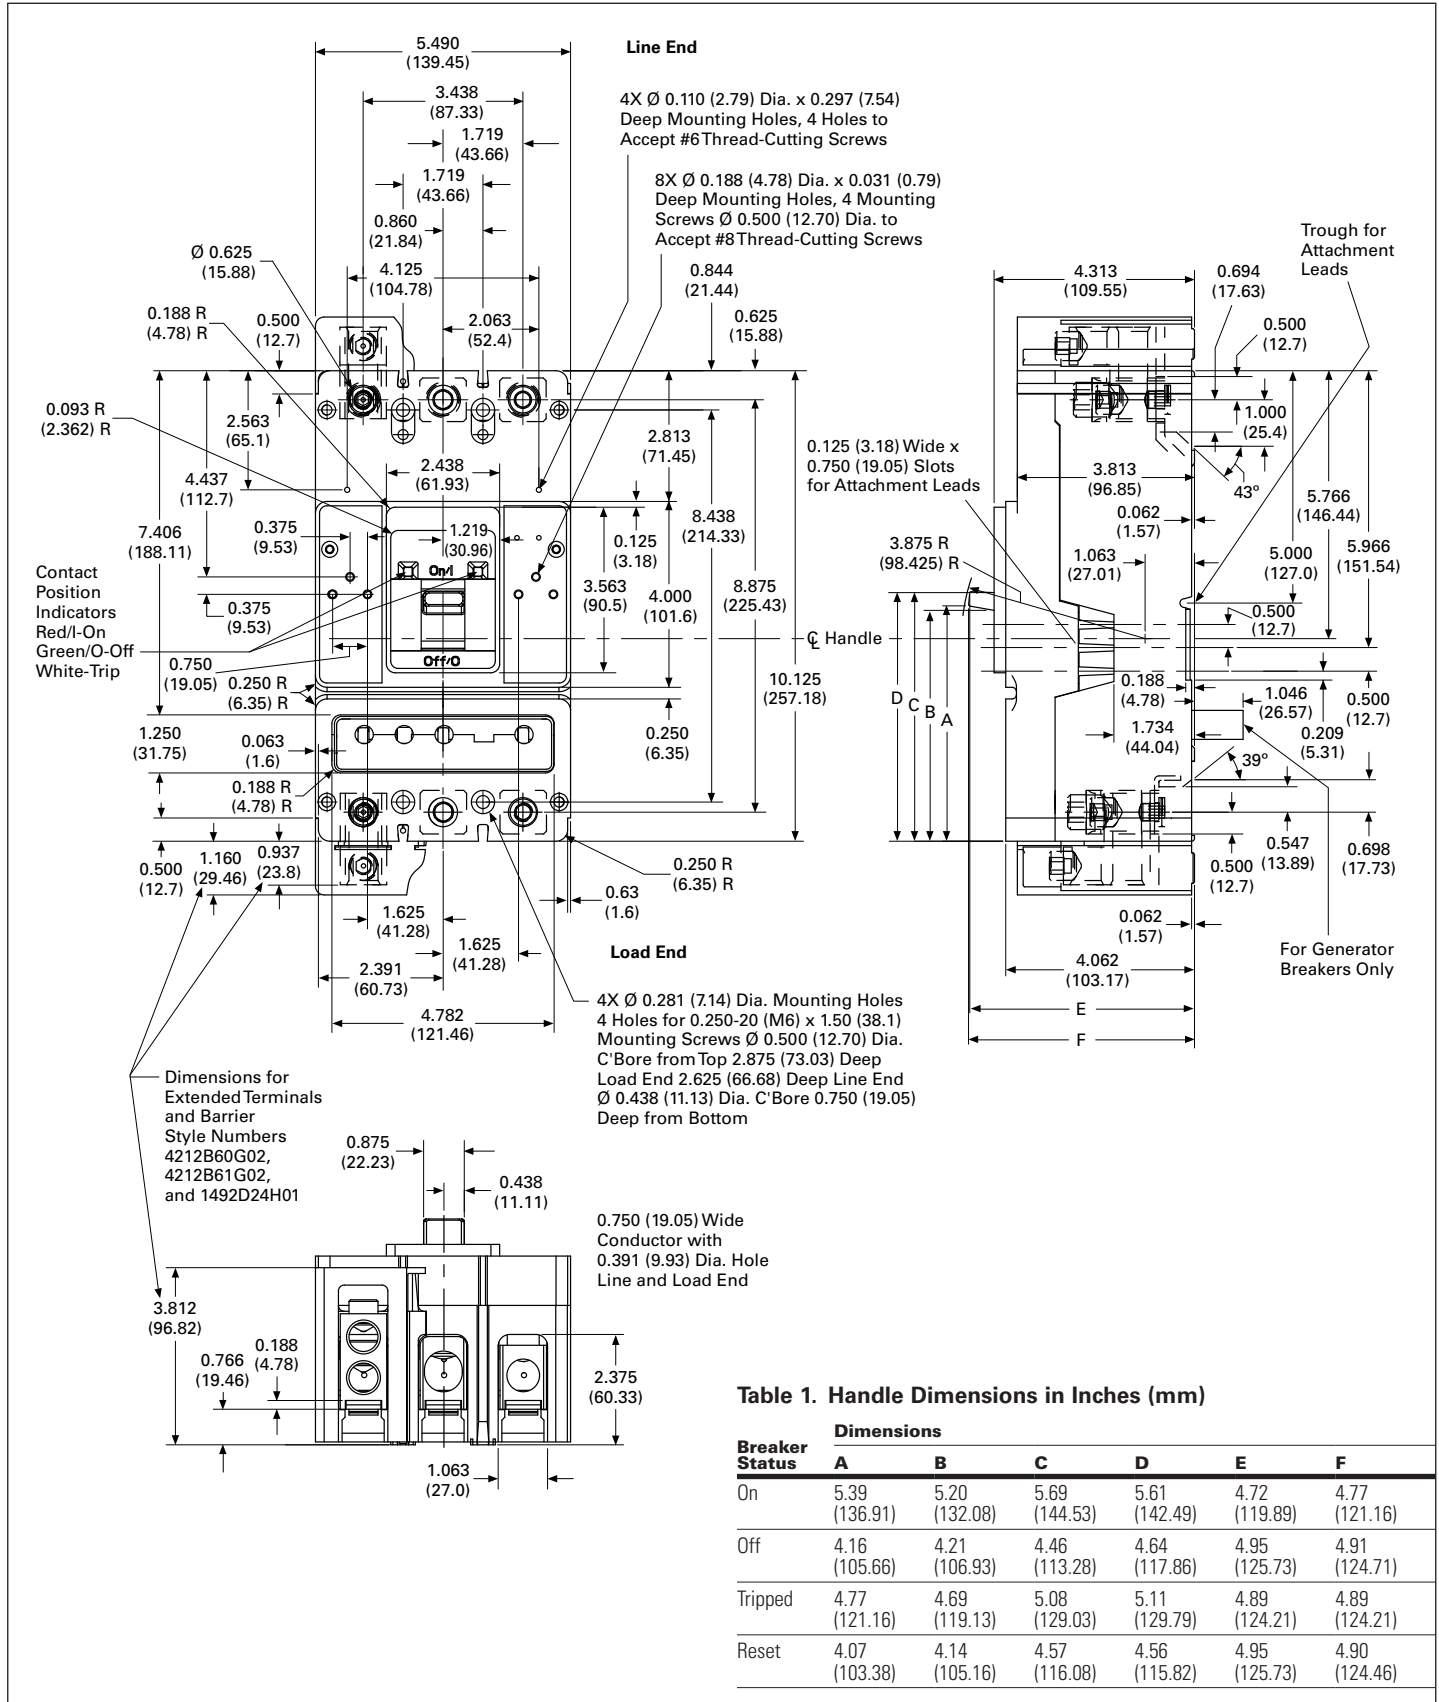 5.490
(139.45)
Line End
3.438
(87.33)
4X Ø 0.110 (2.79) Dia. x 0.297 (7.54)
Deep Mounting Holes, 4 Holes to
Accept #6 Thread-Cutting Screws
1.719
(43.66)
1.719
(43.66)
8X Ø 0.188 (4.78) Dia. x 0.031 (0.79)
Deep Mounting Holes, 4 Mounting
Screws Ø 0.500 (12.70) Dia. to
Accept #8 Thread-Cutting Screws
0.860
(21.84)
Ø 0.625
(15.88)
4.125
(104.78)
0.844
(21.44)
0.188 R
(4.78) R
0.500
(12.7)
2.063
(52.4)
0.625
(15.88)
0.093 R
(2.362) R
2.563
(65.1)
2.813
(71.45)
4.437
(112.7)
2.438
(61.93)
7.406
(188.11)
0.375
(9.53)
1.219
(30.96)
0.125
(3.18)
8.438
(214.33)
On/I
Contact
Position
Indicators
Red/I-On
Green/O-Off
White-Trip
3.563
(90.5)
4.000
(101.6)
8.875
(225.43)
0.375
(9.53)
Off/O
0.750
(19.05)
0.250 R
(6.35) R
10.125
(257.18)
1.250
(31.75)
0.063
(1.6)
0.250
(6.35)
0.188 R
(4.78) R
0.500
(12.7)
1.160
(29.46)
0.937
(23.8)
0.250 R
(6.35) R
0.63
(1.6)
1.625
(41.28)
1.625
(41.28)
Load End
2.391
(60.73)
4.782
(121.46)
4X Ø 0.281 (7.14) Dia. Mounting Holes
4 Holes for 0.250-20 (M6) x 1.50 (38.1)
Mounting Screws Ø 0.500 (12.70) Dia.
C'Bore from Top 2.875 (73.03) Deep
Load End 2.625 (66.68) Deep Line End
Ø 0.438 (11.13) Dia. C'Bore 0.750 (19.05)
Deep from Bottom
Trough for
Attachment
Leads
4.313
(109.55)
0.694
(17.63)
0.500
(12.7)
1.000
(25.4)
0.125 (3.18) Wide x
0.750 (19.05) Slots
for Attachment Leads
3.813
(96.85)
43º
0.062
(1.57)
5.766
(146.44)
3.875 R
(98.425) R
1.063
(27.01)
5.000
(127.0)
5.966
(151.54)
0.500
(12.7)
℄ Handle
D
C
B
A
0.188
(4.78)
1.046
(26.57)
0.500
(12.7)
1.734
(44.04)
0.209
(5.31)
39º
0.547
(13.89)
0.698
(17.73)
0.500
(12.7)
0.062
(1.57)
4.062
(103.17)
For Generator
Breakers Only
E
F
Dimensions for
Extended Terminals
and Barrier
Style Numbers
4212B60G02,
4212B61G02,
and 1492D24H01
0.875
(22.23)
0.438
(11.11)
0.750 (19.05) Wide
Conductor with
0.391 (9.93) Dia. Hole
Line and Load End
3.812
(96.82)
0.766
(19.46)
0.188
(4.78)
2.375
(60.33)
1.063
(27.0)
Table 1. Handle Dimensions in Inches (mm)
Breaker Status
Dimensions
A B C D E F
On 5.39 5.20 5.69 5.61 4.72 4.77
(136.91) (132.08) (144.53) (142.49) (119.89) (121.16)
Off 4.16 4.21 4.46 4.64 4.95 4.91
(105.66) (106.93) (113.28) (117.86) (125.73) (124.71)
Tripped 4.77 4.69 5.08 5.11 4.89 4.89
(121.16) (119.13) (129.03) (129.79) (124.21) (124.21)
Reset 4.07 4.14 4.57 4.56 4.95 4.90
(103.38) (105.16) (116.08) (115.82) (125.73) (124.46)